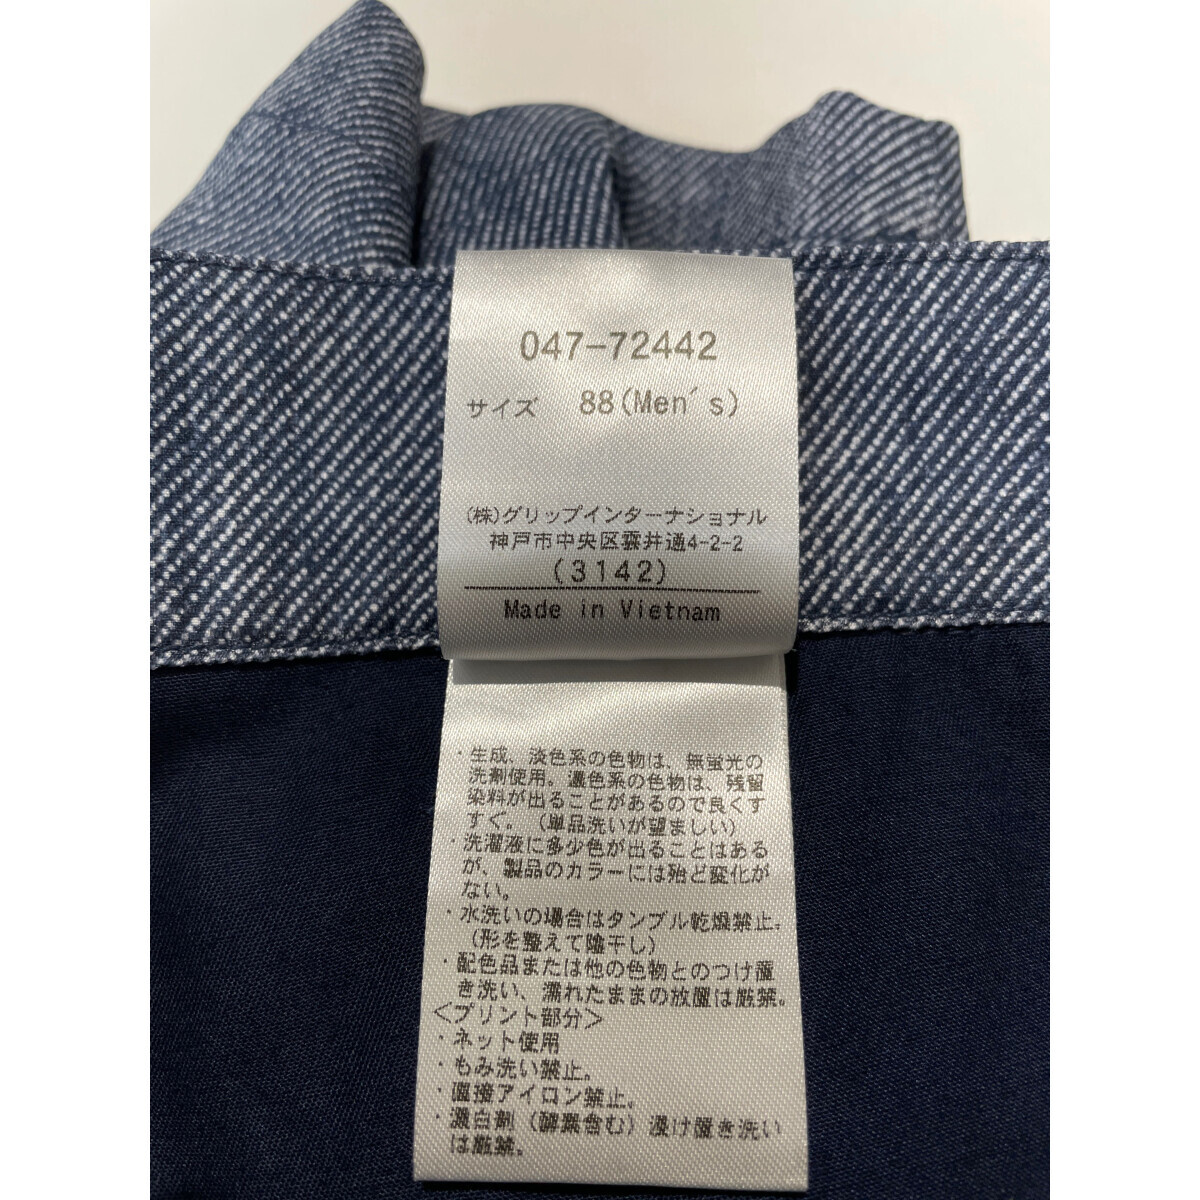 047-72442
サイズ 88(Men's)
(株)グリップインターナショナル
神戸市中央区雲井通4-2-2
(3142)
Made in Vietnam
・生成、淡色系の色物は、無蛍光の
洗剤使用。濃色系の色物は、残留
染料が出ることがあるので良くす
すぐ。(単品洗いが望ましい)
・洗濯液に多少色が出ることはある
が、製品のカラーには殆ど変化が
ない。
・水洗いの場合はタンブル乾燥禁止。
(形を整えて陰干し)
・配色品または他の色物とのつけ置
き洗い、濡れたままの放置は厳禁。
<プリント部分>
・ネット使用
・もみ洗い禁止。
・直接アイロン禁止。
・漂白剤(酵素含む)浸け置き洗い
は厳禁。